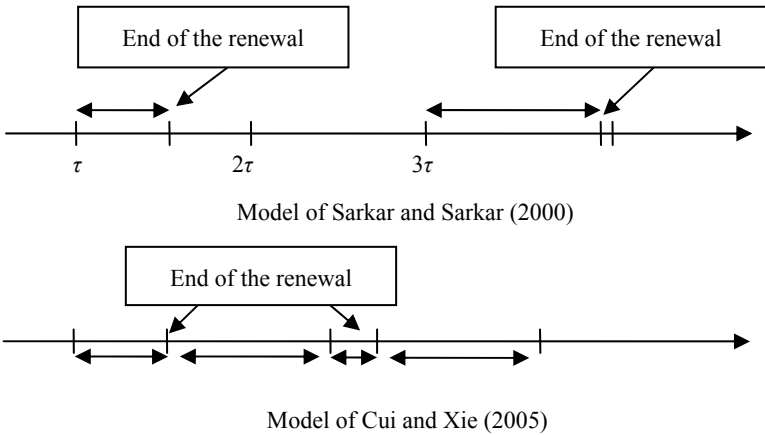 End of the renewal
End of the renewal
τ
2τ
3τ
Model of Sarkar and Sarkar (2000)
End of the renewal
Model of Cui and Xie (2005)